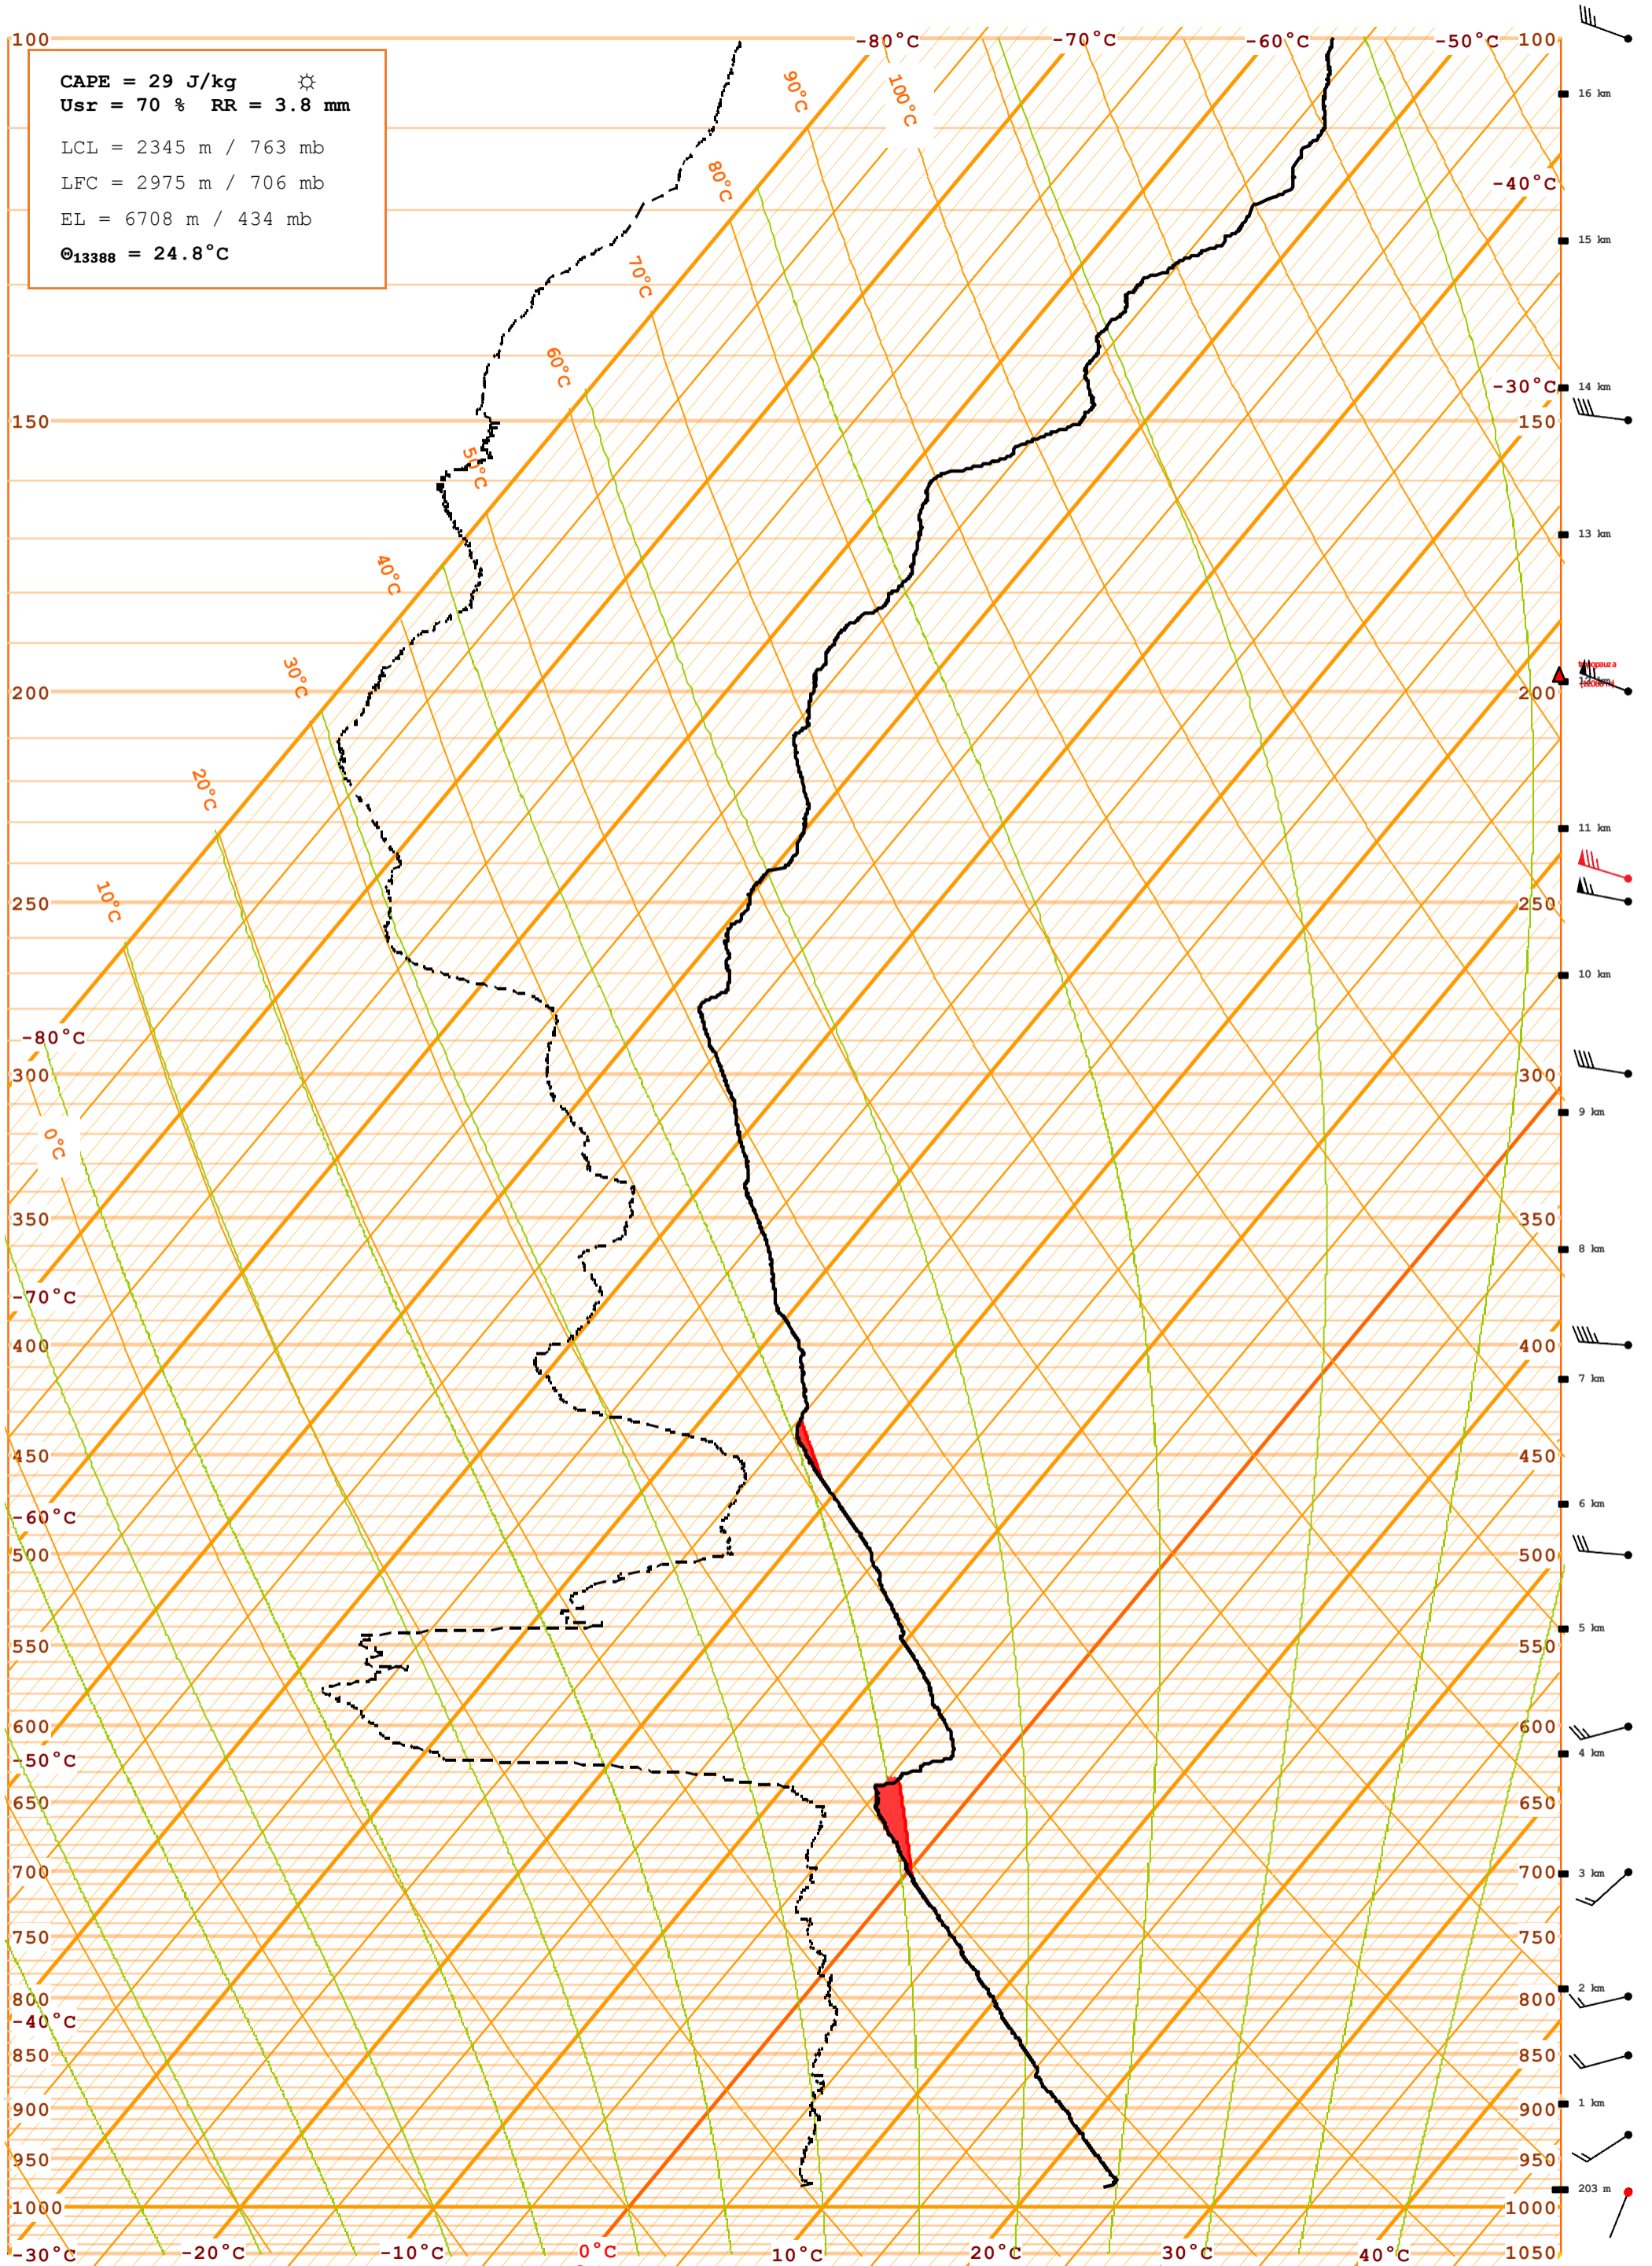 100 -80°C -70°C -60°C -50°C 100
CAPE = 29 J/kg ☼
Usr = 70 % RR = 3.8 mm
LCL = 2345 m / 763 mb
LFC = 2975 m / 706 mb
EL = 6708 m / 434 mb
Θ13388 = 24.8°C
90°C 100°C
16 km
80°C
-40°C
15 km
70°C
60°C
-30°C 14 km
150 150
50°C
13 km
40°C
30°C
200 200
20°C
11 km
10°C
250 250
10 km
-80°C
300 300
9 km
0°C
350 350
8 km
-70°C
400 400
7 km
450 450
6 km
-60°C
500 500
5 km
550 550
600 600
-50°C 4 km
650 650
700 700
3 km
750 750
2 km
800 800
-40°C
850 850
1 km
900 900
950 950
203 m
1000 1000
-30°C -20°C -10°C 0°C 10°C 20°C 30°C 40°C 1050